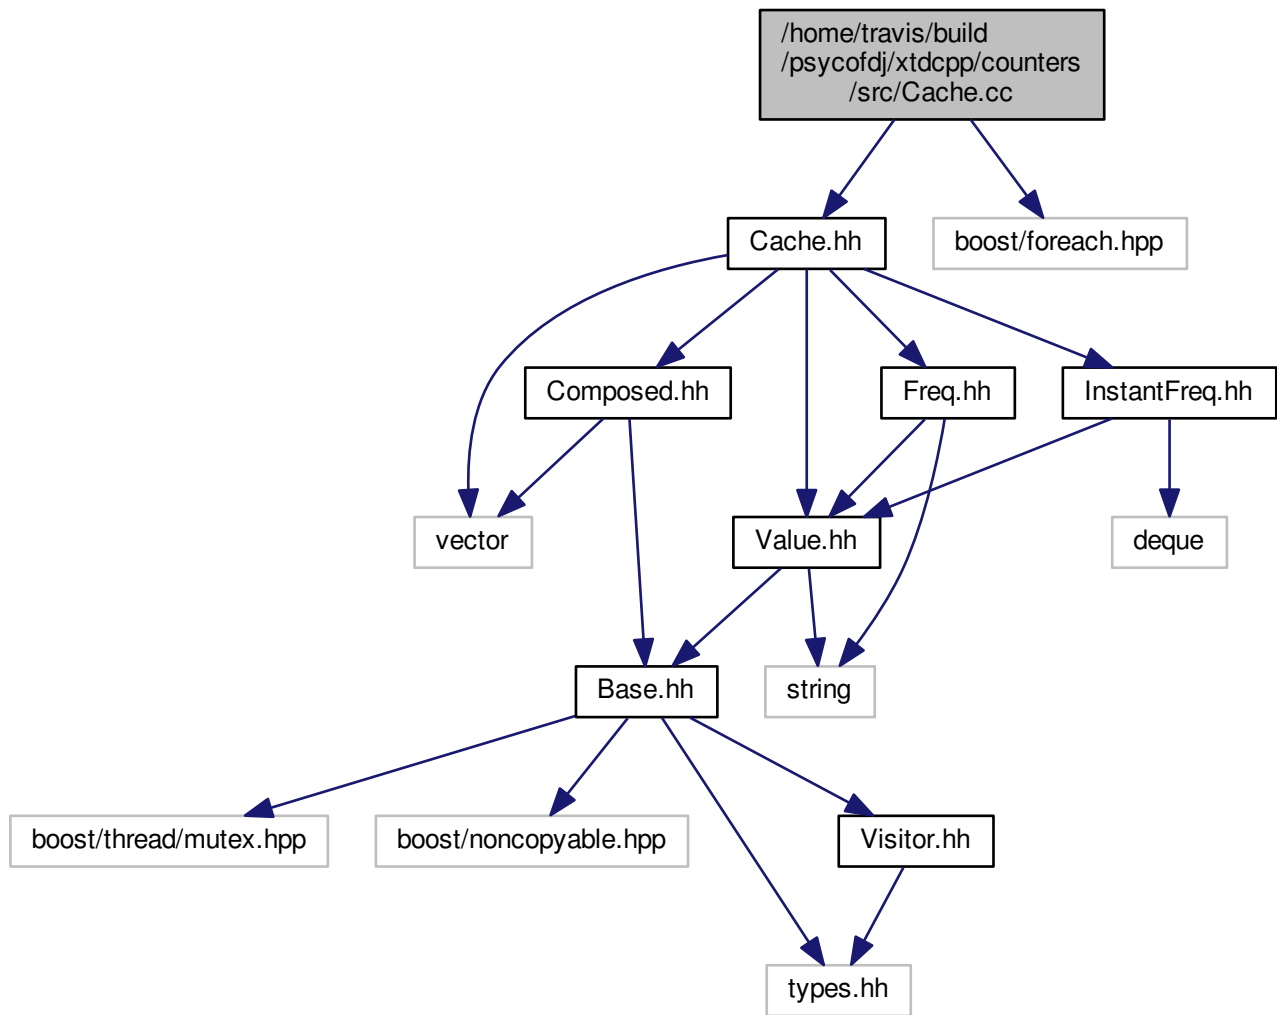 /home/travis/build
/psycofdj/xtdcpp/counters
/src/Cache.cc
Cache.hh
boost/foreach.hpp
Composed.hh
Freq.hh
InstantFreq.hh
vector
Value.hh
deque
Base.hh
string
boost/thread/mutex.hpp
boost/noncopyable.hpp
Visitor.hh
types.hh